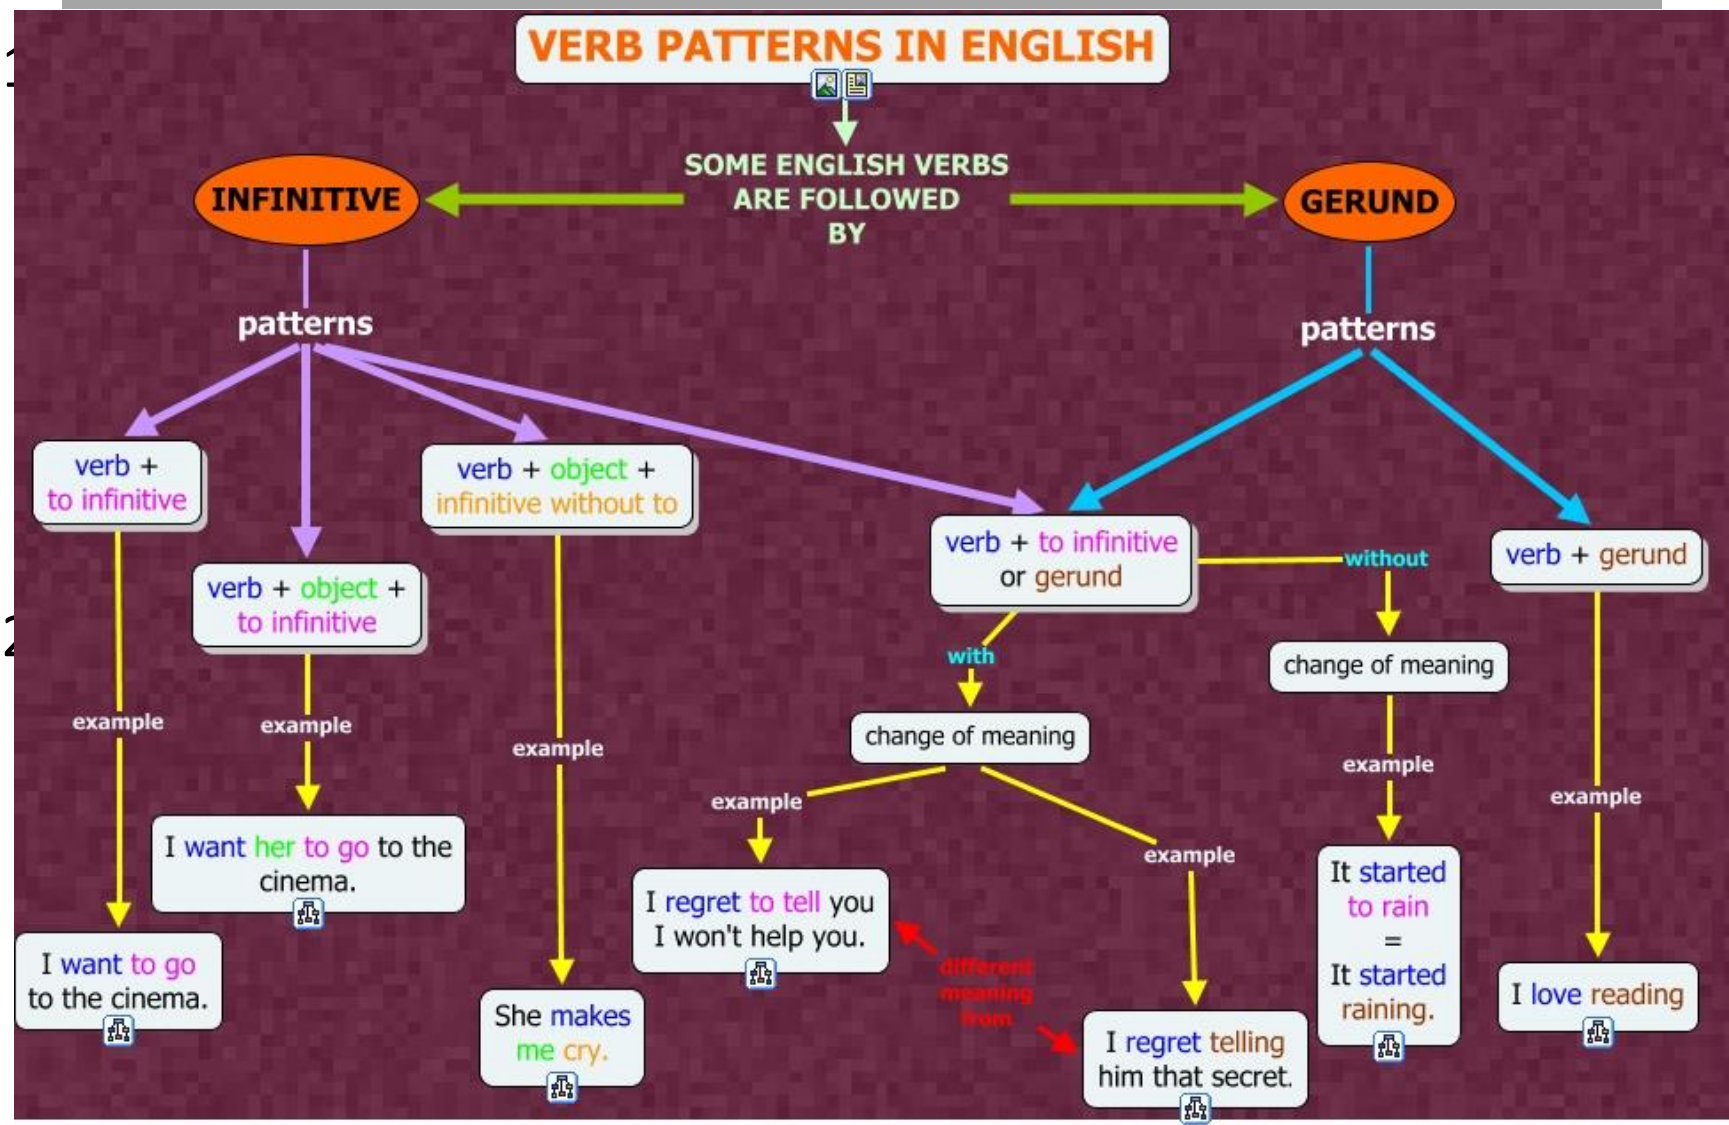 VERB PATTERNS IN ENGLISH
SOME ENGLISH VERBS
ARE FOLLOWED
BY
INFINITIVE
GERUND
patterns
patterns
verb +
to infinitive
verb + object +
infinitive without to
verb + object +
to infinitive
verb + to infinitive
or gerund
verb + gerund
without
with
change of meaning
change of meaning
example
example
example
example
example
example
example
I want to go
to the cinema.
I want her to go to the
cinema.
She makes
me cry.
I regret to tell you
I won't help you.
different
meaning
from
I regret telling
him that secret.
It started
to rain
=
It started
raining.
I love reading